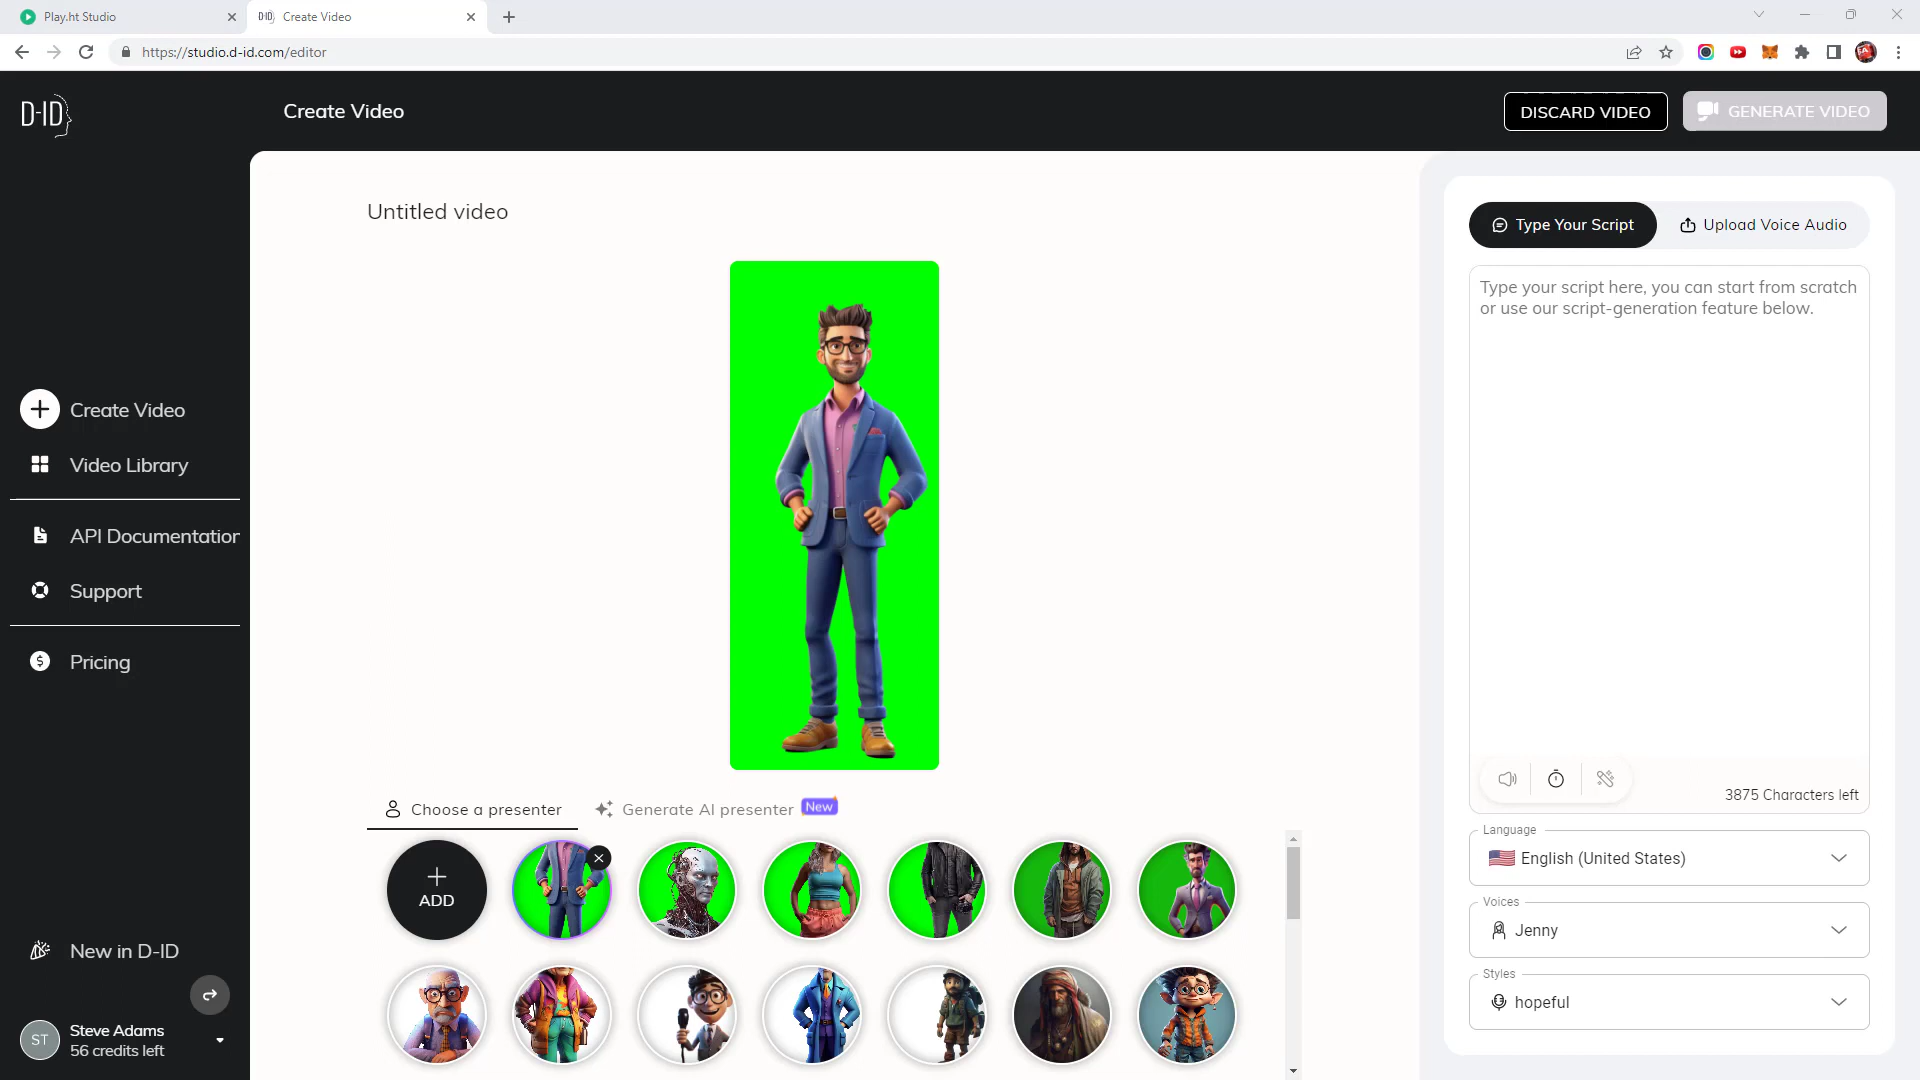 Play.ht Studio
D-ID Create Video
https://studio.d-id.com/editor
D-ID
Create Video
DISCARD VIDEO
GENERATE VIDEO
Untitled video
Type Your Script
Upload Voice Audio
Type your script here, you can start from scratch
or use our script-generation feature below.
Create Video
Video Library
API Documentation
Support
Pricing
3875 Characters left
Choose a presenter
Generate AI presenter
New
ADD
Language
English (United States)
Voices
Jenny
Styles
hopeful
New in D-ID
ST
Steve Adams
56 credits left